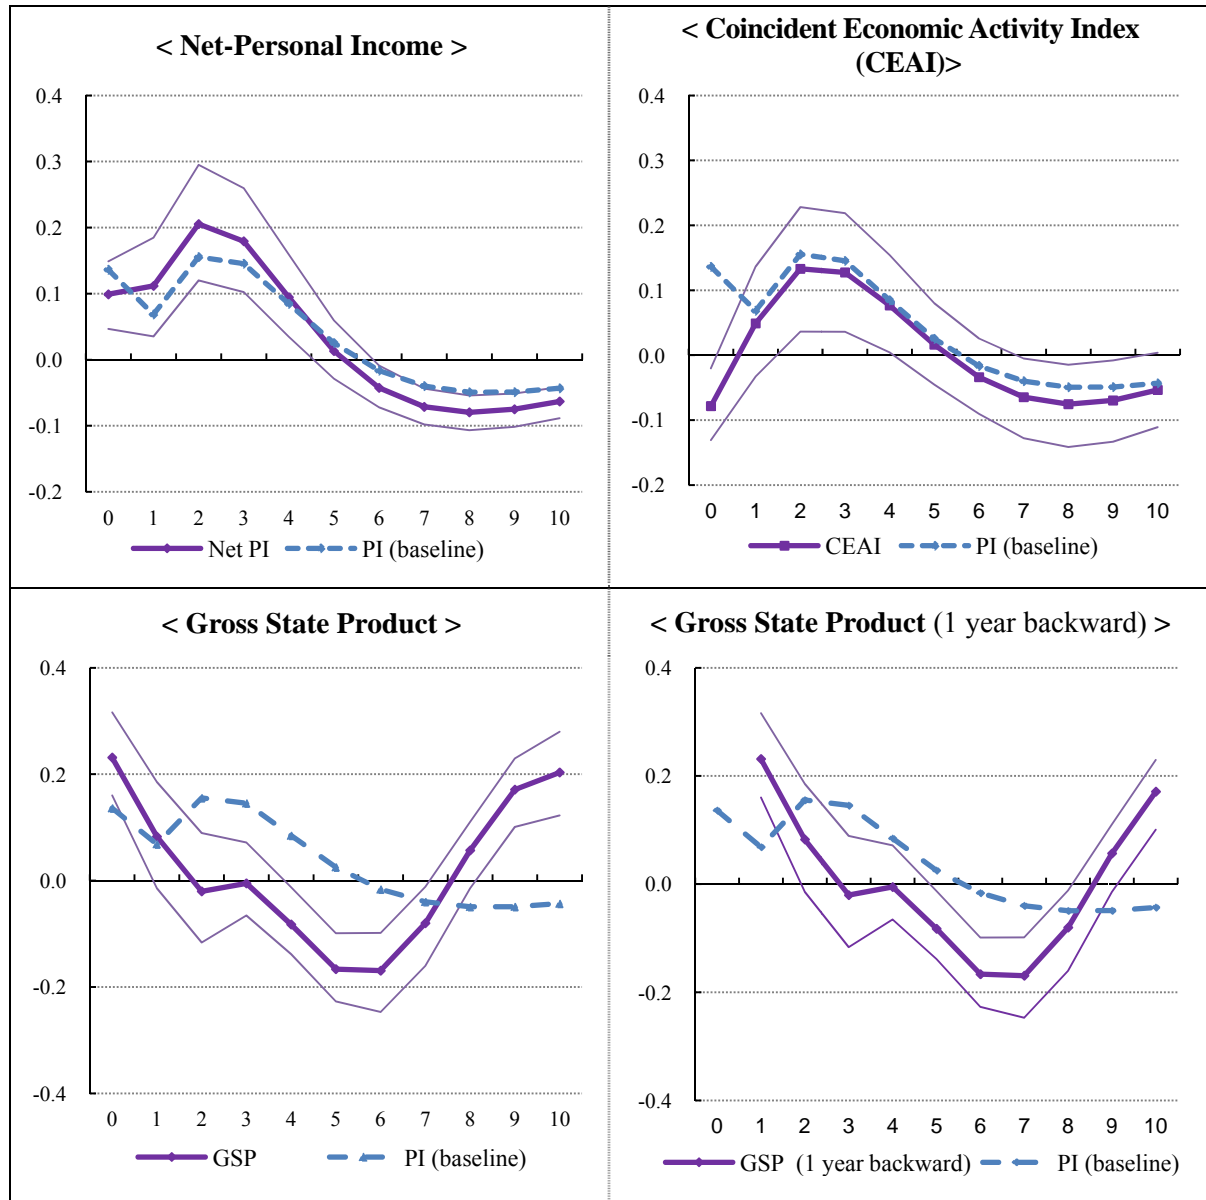 < Net-Personal Income >
0.4
0.3
0.2
0.1
0.0
-0.1
-0.2
0 1 2 3 4 5 6 7 8 9 10
Net PI PI (baseline)
< Coincident Economic Activity Index
(CEAI)>
0.4
0.3
0.2
0.1
0.0
-0.1
-0.2
0 1 2 3 4 5 6 7 8 9 10
CEAI PI (baseline)
< Gross State Product >
0.4
0.2
0.0
-0.2
-0.4
0 1 2 3 4 5 6 7 8 9 10
GSP PI (baseline)
< Gross State Product (1 year backward) >
0.4
0.2
0.0
-0.2
-0.4
0 1 2 3 4 5 6 7 8 9 10
GSP (1 year backward) PI (baseline)